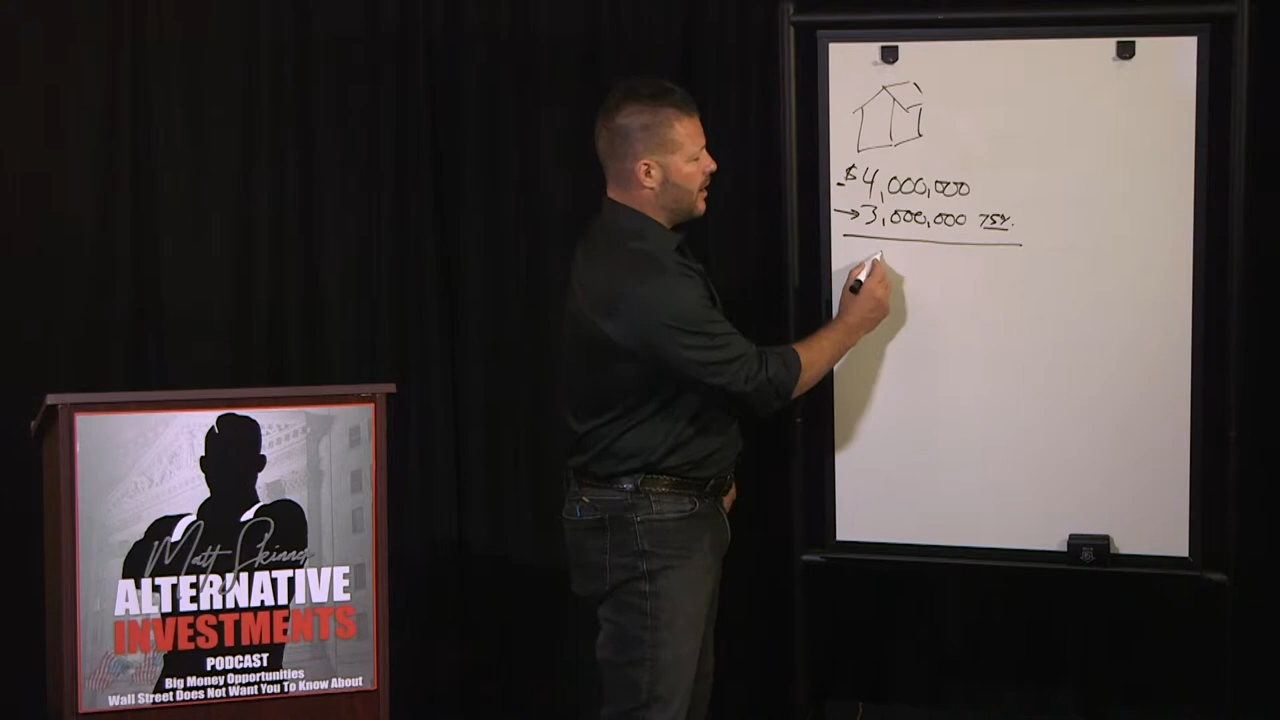 $4,000,000
→3,000,000 75%.
Matt Skinner
ALTERNATIVE
INVESTMENTS
PODCAST
Big Money Opportunities
Wall Street Does Not Want You To Know About